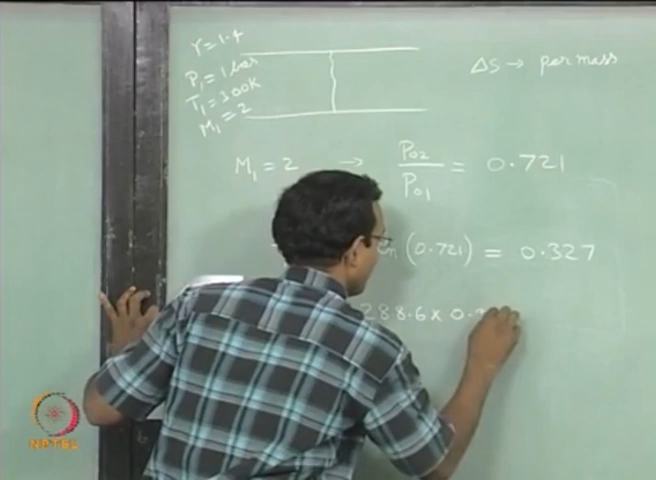 γ = 1.4
P₁ = 1 bar
T₁ = 300K
M₁ = 2
ΔS → per mass
M₁ = 2 → P₀₂/P₀₁ = 0.721
ln (0.721) = 0.327
288.6 × 0.
NPTEL